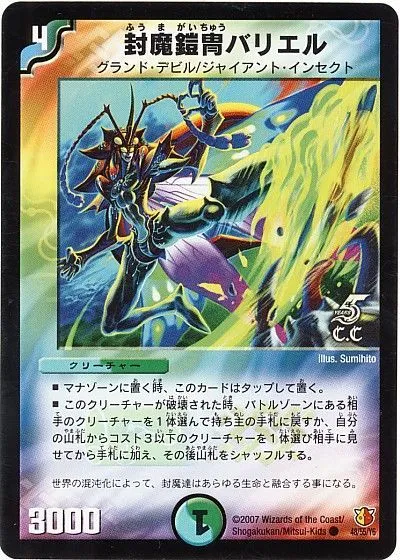 4
ふう ま がいちゅう
封魔鎧冑バリエル
グランド・デビル/ジャイアント・インセクト
5
YEARS
C.C
illus. Sumihito
クリーチャー
■ マナゾーンに置く時、このカードはタップして置く。
■ このクリーチャーが破壊された時、バトルゾーンにある相
手のクリーチャーを1体選んで持ち主の手札に戻すか、自分
の山札からコスト3以下のクリーチャーを1体選び相手に見
せてから手札に加え、その後山札をシャッフルする。
世界の混沌化によって、封魔達はあらゆる生命と融合する事になる。
3000
1
©2007 Wizards of the Coast/
Shogakukan/Mitsui-Kids ● 48/55/Y6